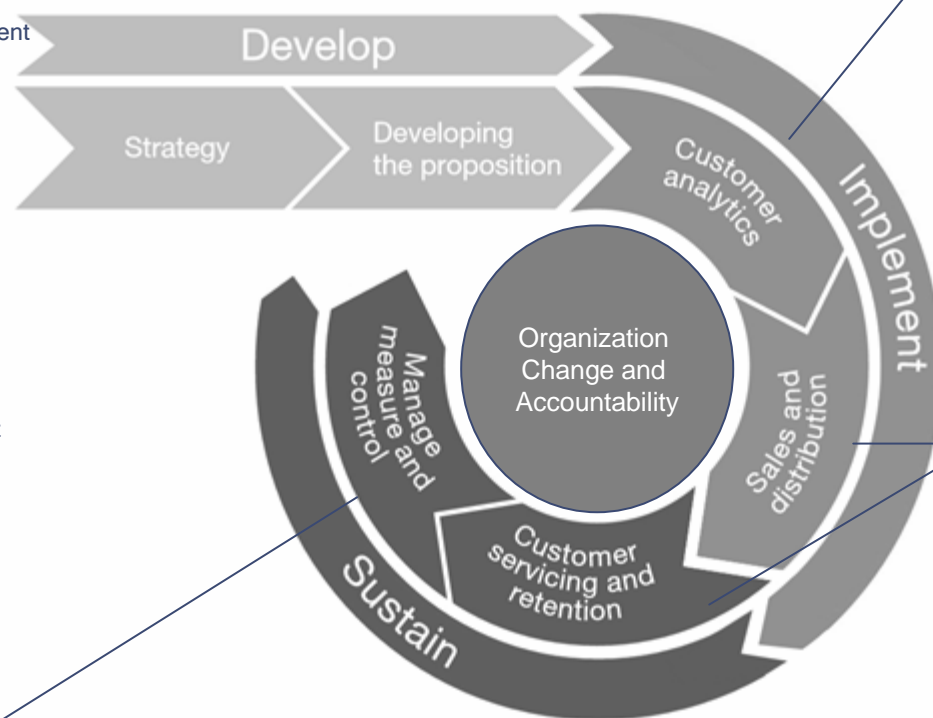 Develop
Strategy
Developing
the proposition
Customer
analytics
Implement
Sales and
distribution
Organization
Change and
Accountability
Customer
servicing and
retention
Manage
measure and
control
Sustain